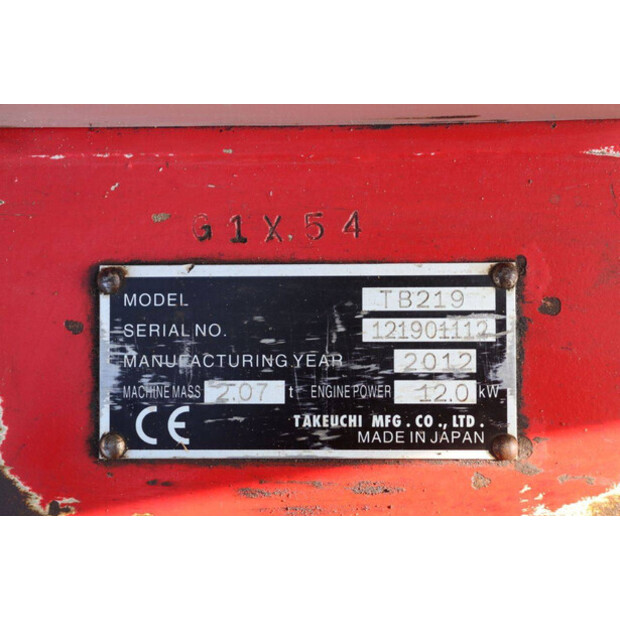 G1X.54
MODEL TB219
SERIAL NO. 121901112
MANUFACTURING YEAR 2012
MACHINE MASS 2.07 t ENGINE POWER 12.0 kW
CE TAKEUCHI MFG. CO., LTD.
MADE IN JAPAN